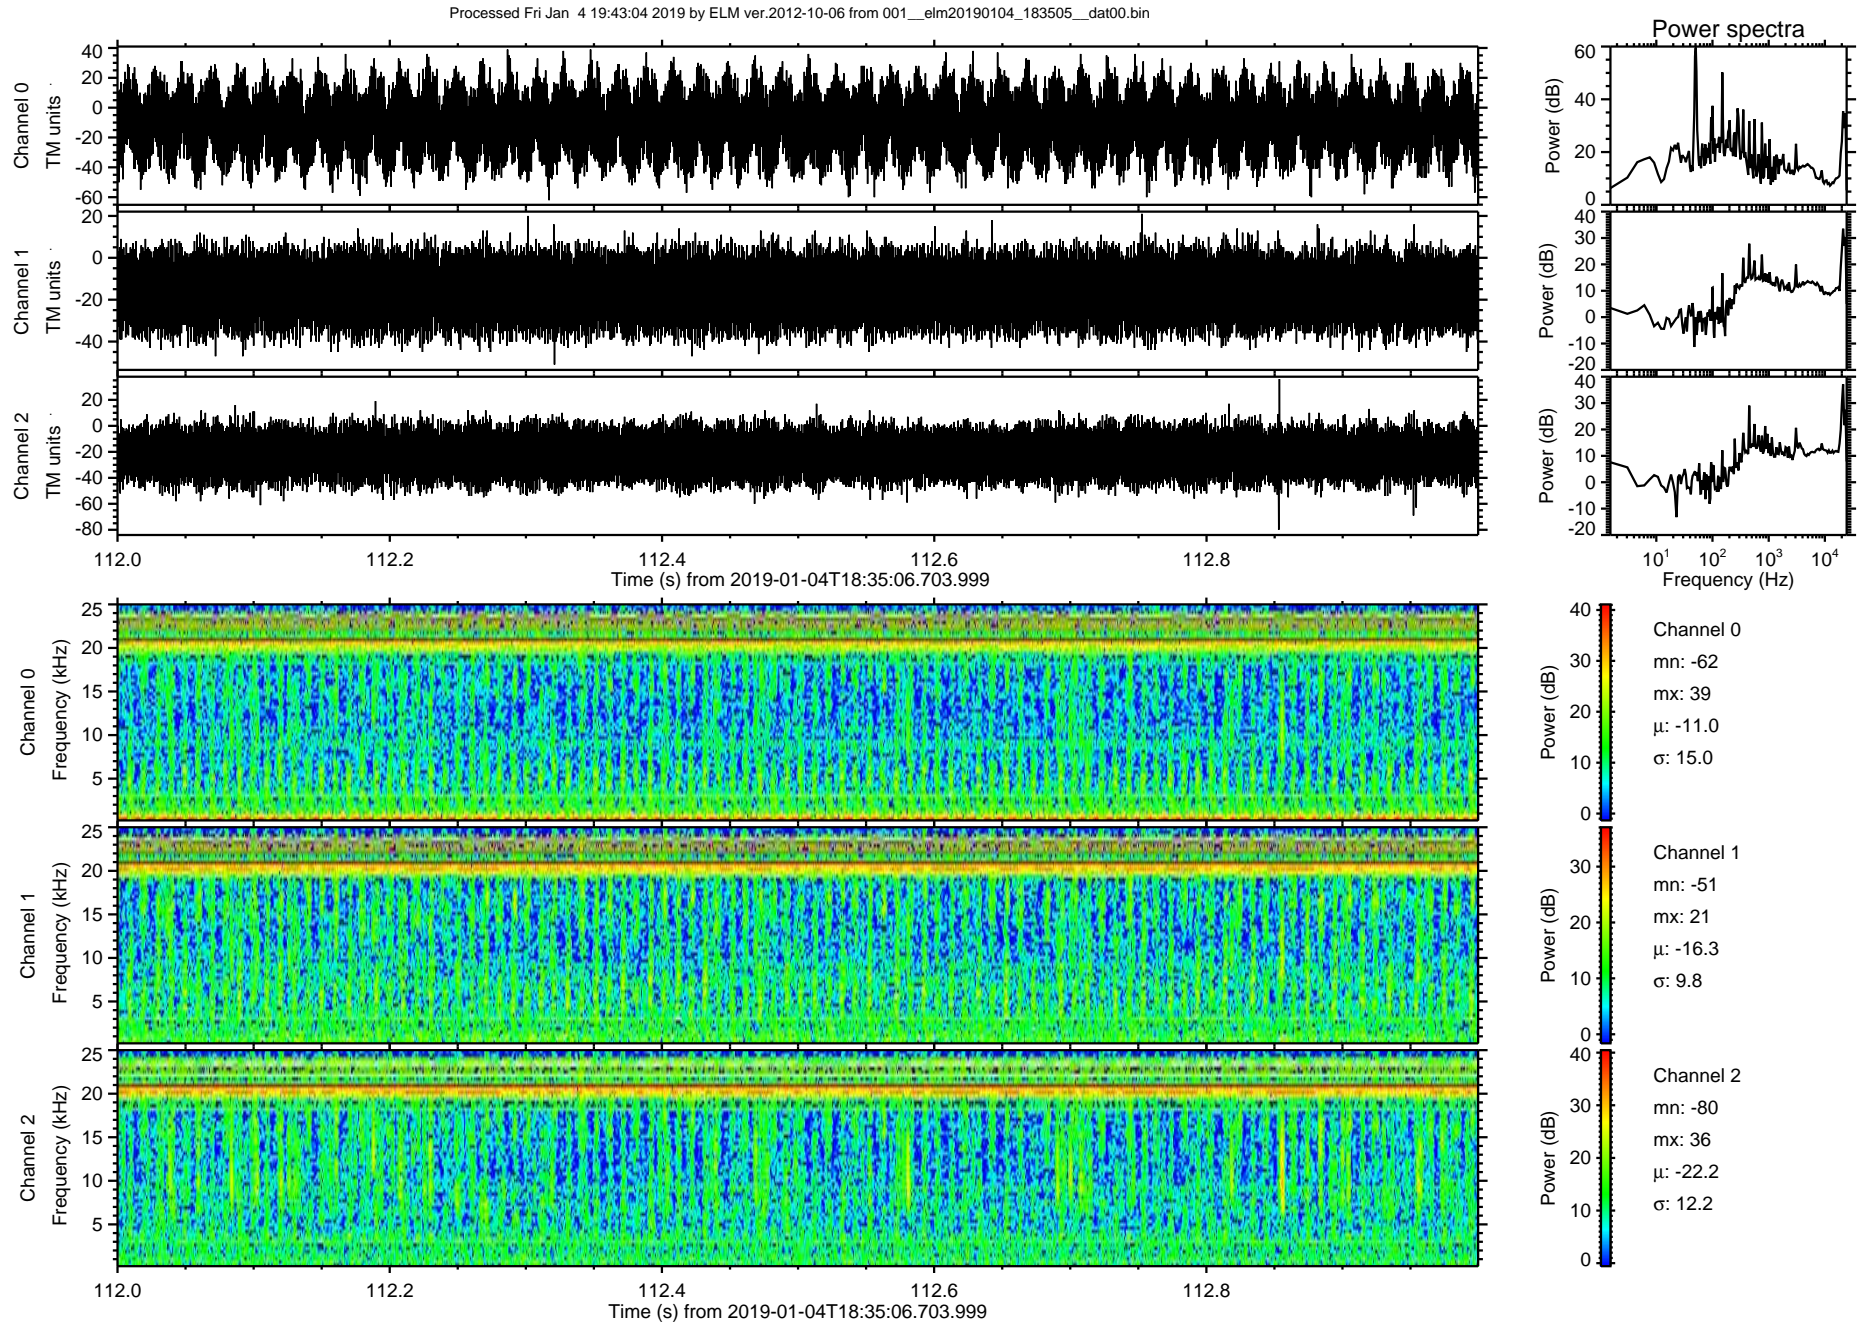 Processed Fri Jan  4 19:43:04 2019 by ELM ver.2012-10-06 from 001__elm20190104_183505__dat00.bin
Power spectra
Channel 0
TM units
40
20
0
-20
-40
-60
Power (dB)
60
40
20
0
Channel 1
TM units
20
0
-20
-40
Power (dB)
40
30
20
10
0
-10
-20
Channel 2
TM units
20
0
-20
-40
-60
-80
Power (dB)
40
30
20
10
0
-10
-20
112.0 112.2 112.4 112.6 112.8
Time (s) from 2019-01-04T18:35:06.703.999
10^1 10^2 10^3 10^4
Frequency (Hz)
Channel 0
Frequency (kHz)
25
20
15
10
5
Power (dB)
40
30
20
10
0
Channel 0
mn: -62
mx: 39
μ: -11.0
σ: 15.0
Channel 1
Frequency (kHz)
25
20
15
10
5
Power (dB)
30
20
10
0
Channel 1
mn: -51
mx: 21
μ: -16.3
σ: 9.8
Channel 2
Frequency (kHz)
25
20
15
10
5
Power (dB)
40
30
20
10
0
Channel 2
mn: -80
mx: 36
μ: -22.2
σ: 12.2
112.0 112.2 112.4 112.6 112.8
Time (s) from 2019-01-04T18:35:06.703.999